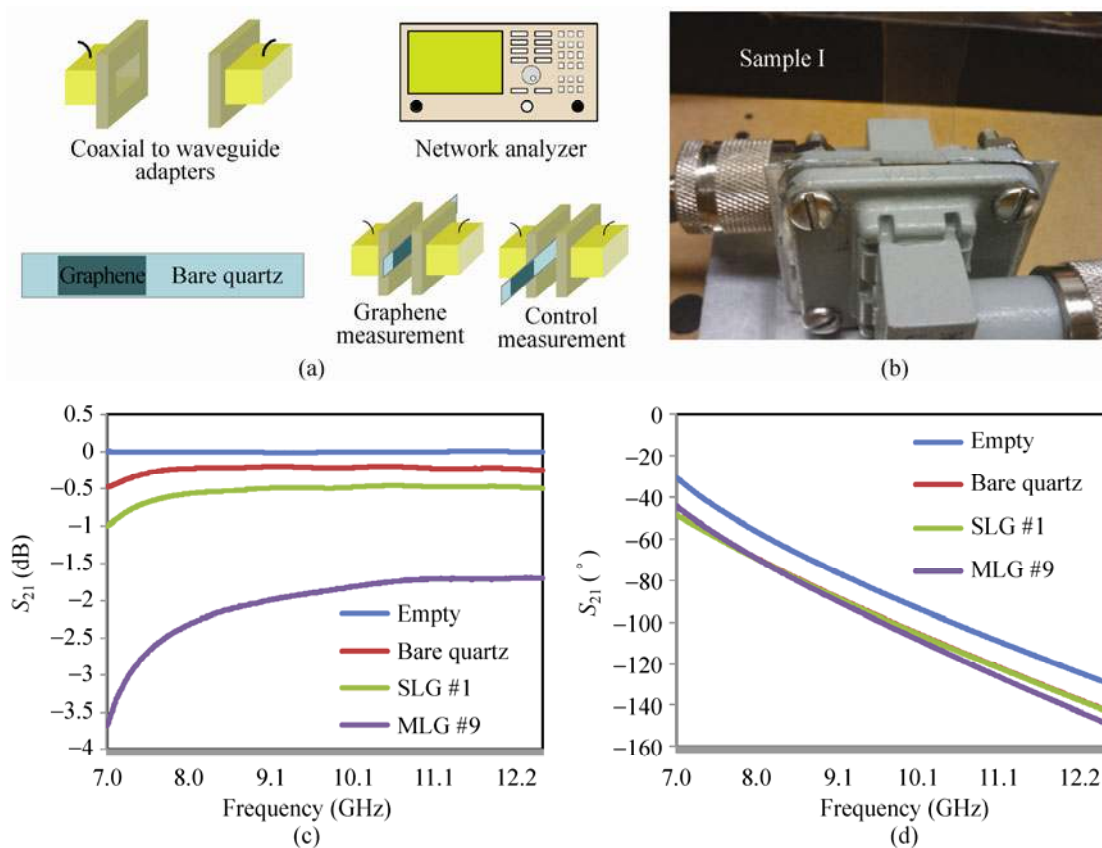 Coaxial to waveguide
adapters
Network analyzer
Graphene
Bare quartz
Graphene
measurement
Control
measurement
(a)
Sample I
(b)
S21 (dB)
0.5
0
−0.5
−1
−1.5
−2
−2.5
−3
−3.5
−4
Empty
Bare quartz
SLG #1
MLG #9
7.0 8.0 9.1 10.1 11.1 12.2
Frequency (GHz)
(c)
S21 (°)
0
−20
−40
−60
−80
−100
−120
−140
−160
Empty
Bare quartz
SLG #1
MLG #9
7.0 8.0 9.1 10.1 11.1 12.2
Frequency (GHz)
(d)